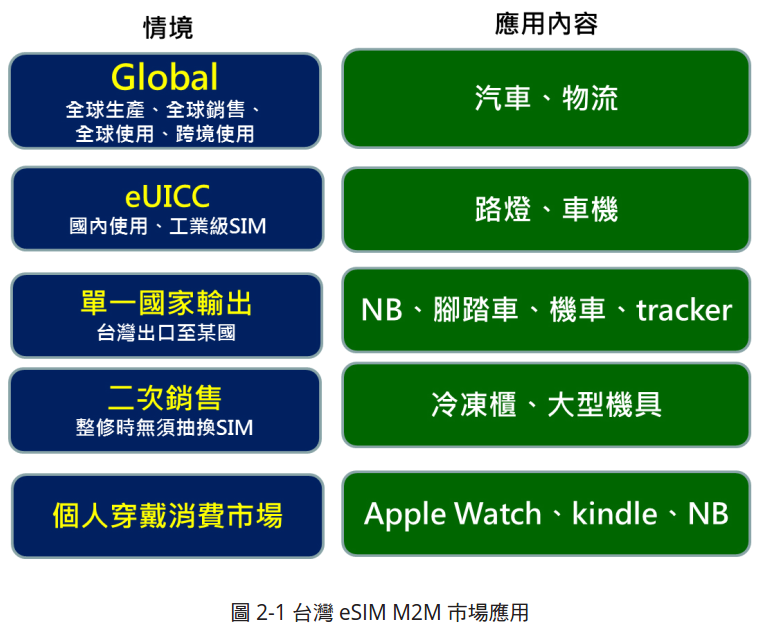 情境
應用內容
Global
全球生產、全球銷售、
全球使用、跨境使用
汽車、物流
eUICC
國內使用、工業級SIM
路燈、車機
單一國家輸出
台灣出口至某國
NB、腳踏車、機車、tracker
二次銷售
整修時無須抽換SIM
冷凍櫃、大型機具
個人穿戴消費市場
Apple Watch、kindle、NB
圖 2-1 台灣 eSIM M2M 市場應用